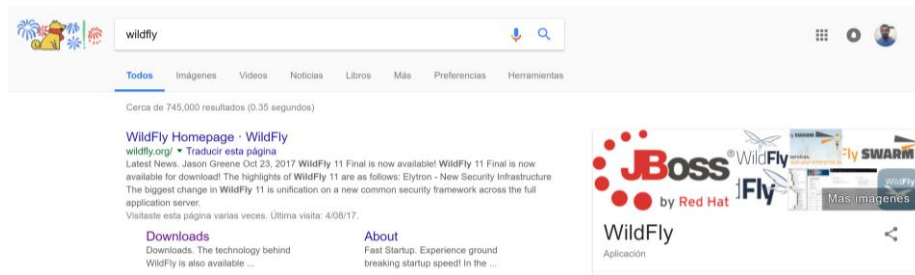 wildfly
Todos Imágenes Videos Noticias Libros Más Preferencias Herramientas
Cerca de 745,000 resultados (0.35 segundos)
WildFly Homepage · WildFly
wildfly.org/ ▾ Traducir esta página
Latest News. Jason Greene Oct 23, 2017 WildFly 11 Final is now available! WildFly 11 Final is now
available for download! The highlights of WildFly 11 are as follows: Elytron - New Security Infrastructure
The biggest change in WildFly 11 is unification on a new common security framework across the full
application server.
Visitaste esta página varias veces. Última visita: 4/08/17.
Downloads
Downloads. The technology behind
WildFly is also available ...
About
Fast Startup. Experience ground
breaking startup speed! In the ...
JBoss®
by Red Hat
WildFly
Fly
Fly SWARM
WildFly
Más imágenes
WildFly
Aplicación